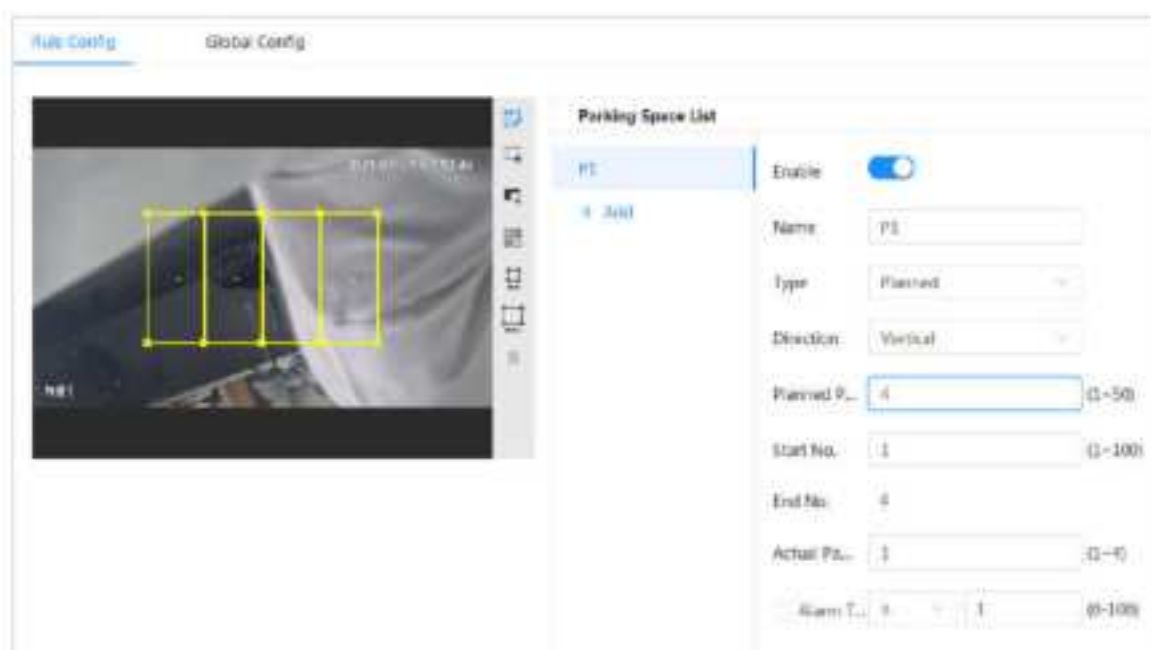 Rule Config Global Config
Parking Space List
P1
+ Add
Enable
Name P1
Type Planned
Direction Vertical
Planned P... 4 (1~50)
Start No. 1 (1~100)
End No. 4
Actual Pa... 1 (1~4)
Alarm T... 1 (0~100)